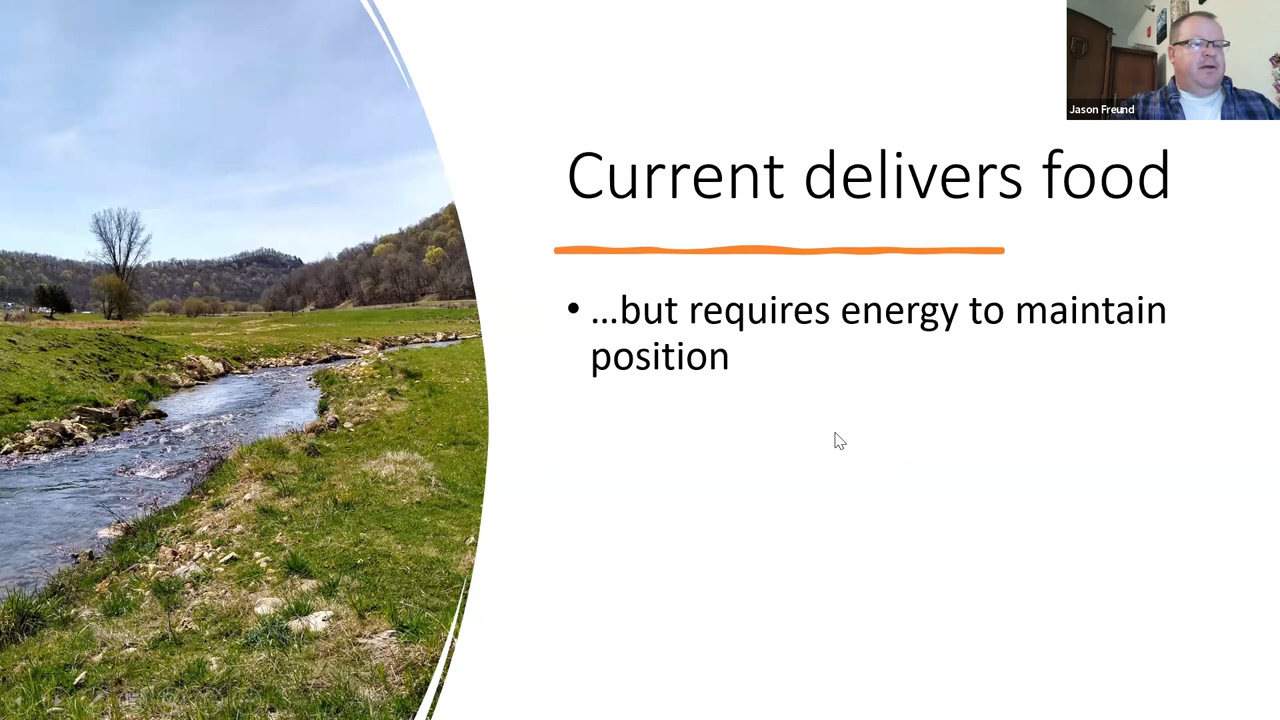 Jason Freund
Current delivers food
• ...but requires energy to maintain
position